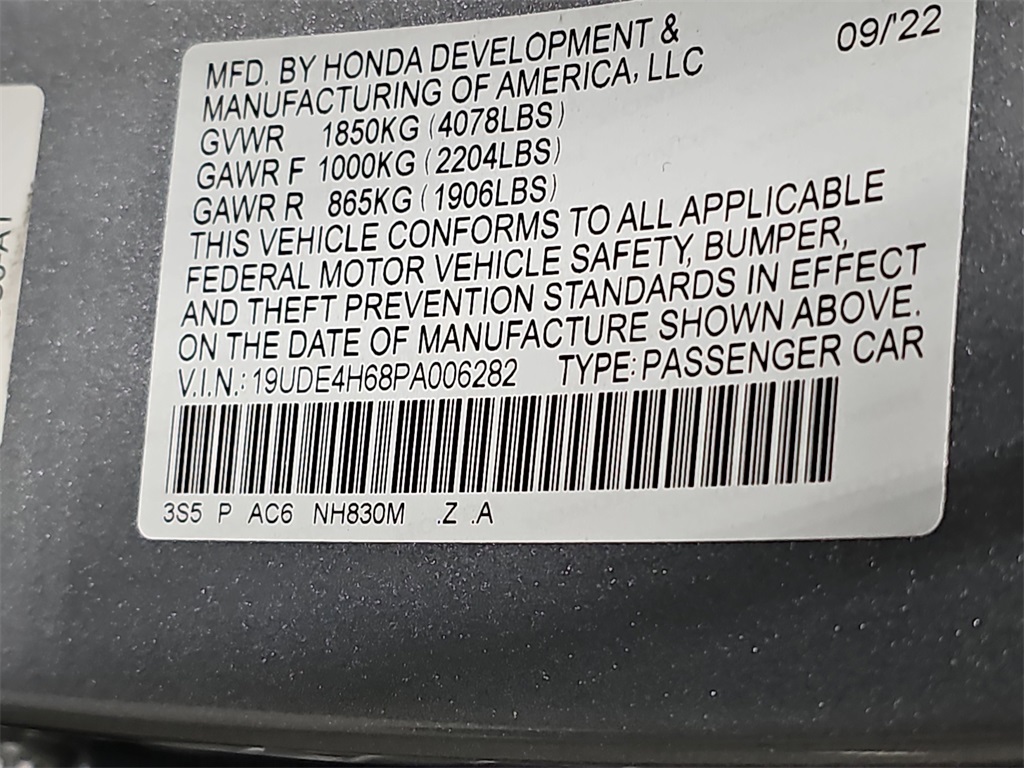 09/'22
MFD. BY HONDA DEVELOPMENT &
MANUFACTURING OF AMERICA, LLC
GVWR 1850KG (4078LBS)
GAWR F 1000KG (2204LBS)
GAWR R 865KG (1906LBS)
THIS VEHICLE CONFORMS TO ALL APPLICABLE
FEDERAL MOTOR VEHICLE SAFETY, BUMPER,
AND THEFT PREVENTION STANDARDS IN EFFECT
ON THE DATE OF MANUFACTURE SHOWN ABOVE.
V.I.N.: 19UDE4H68PA006282 TYPE: PASSENGER CAR
3S5 P AC6 NH830M .Z .A